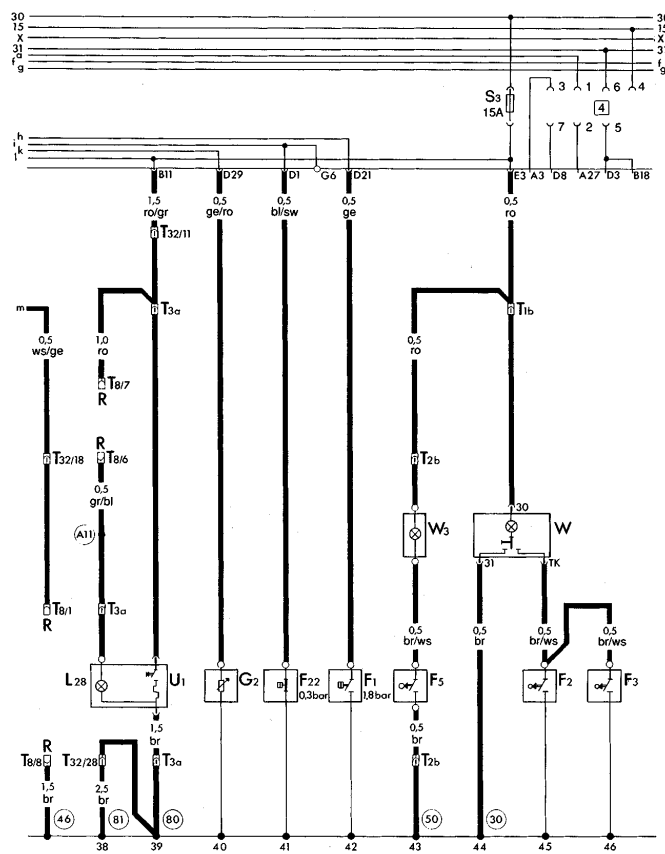 30 30
15 15
X X
31 31
a
f f
g g
S3
15A
3 1 6 4
4
7 2 5
h
i
k
l
B11 D29 D1 G6 D21 E3 A3 D8 A27 D3 B18
1,5
ro/gr
0,5
ge/ro
0,5
bl/sw
0,5
ge
0,5
ro
T32/11
m
T3a
T1b
0,5
ws/ge
1,0
ro
0,5
ro
T8/7
R
R
T32/18
T8/6
T2b
0,5
gr/bl
30
A11
W3
W
31
TK
T8/1
R
T3a
0,5
br/ws
0,5
br
0,5
br/ws
0,5
br/ws
L28
U1
G2
F22
0,3bar
F1
1,8bar
F5
F2
F3
1,5
br
0,5
br
R
T8/8
T32/28
T3a
T2b
1,5
br
2,5
br
46
81
80
50
30
38 39 40 41 42 43 44 45 46